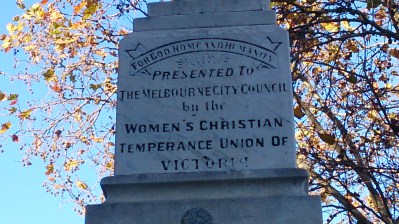 FOR GOD HOME AND HUMANITY
PRESENTED TO
THE MELBOURNE CITY COUNCIL
by the
WOMEN'S CHRISTIAN
TEMPERANCE UNION OF
VICTORIA